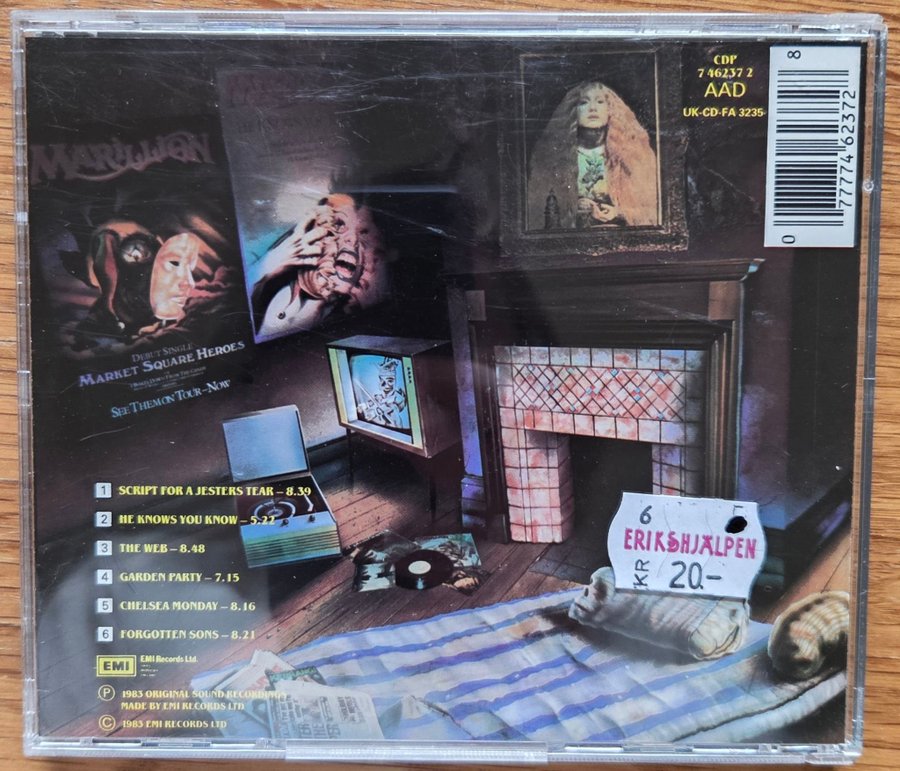 CDP
7 46237 2
AAD
UK-CD-FA 3235
0 77774 62372 8
MARILLION
DEBUT SINGLE
MARKET SQUARE HEROES
SEE THEM ON TOUR – NOW
1 SCRIPT FOR A JESTERS TEAR – 8.39
2 HE KNOWS YOU KNOW – 5.22
3 THE WEB – 8.48
4 GARDEN PARTY – 7.15
5 CHELSEA MONDAY – 8.16
6 FORGOTTEN SONS – 8.21
6
ERIKSHJÄLPEN
KR 20.-
EMI EMI Records Ltd.
Ⓟ 1983 ORIGINAL SOUND RECORDINGS
MADE BY EMI RECORDS LTD
© 1983 EMI RECORDS LTD